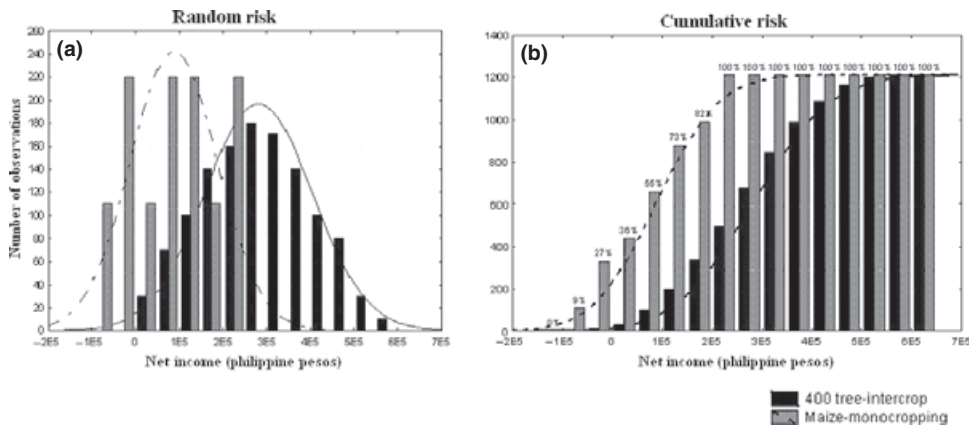 Random risk
(a)
Number of observations
260
240
220
200
180
160
140
120
100
80
60
40
20
0
−2E5 −1E5 0 1E5 2E5 3E5 4E5 5E5 6E5 7E5
Net income (philippine pesos)
Cumulative risk
(b)
1400
1200
1000
800
600
400
200
0
0% 9% 27% 36% 66% 73% 82% 100% 100% 100% 100% 100% 100% 100% 100% 100%
−2E5 −1E5 0 1E5 2E5 3E5 4E5 5E5 6E5 7E5
Net income (philippine pesos)
400 tree-intercrop
Maize-monocropping